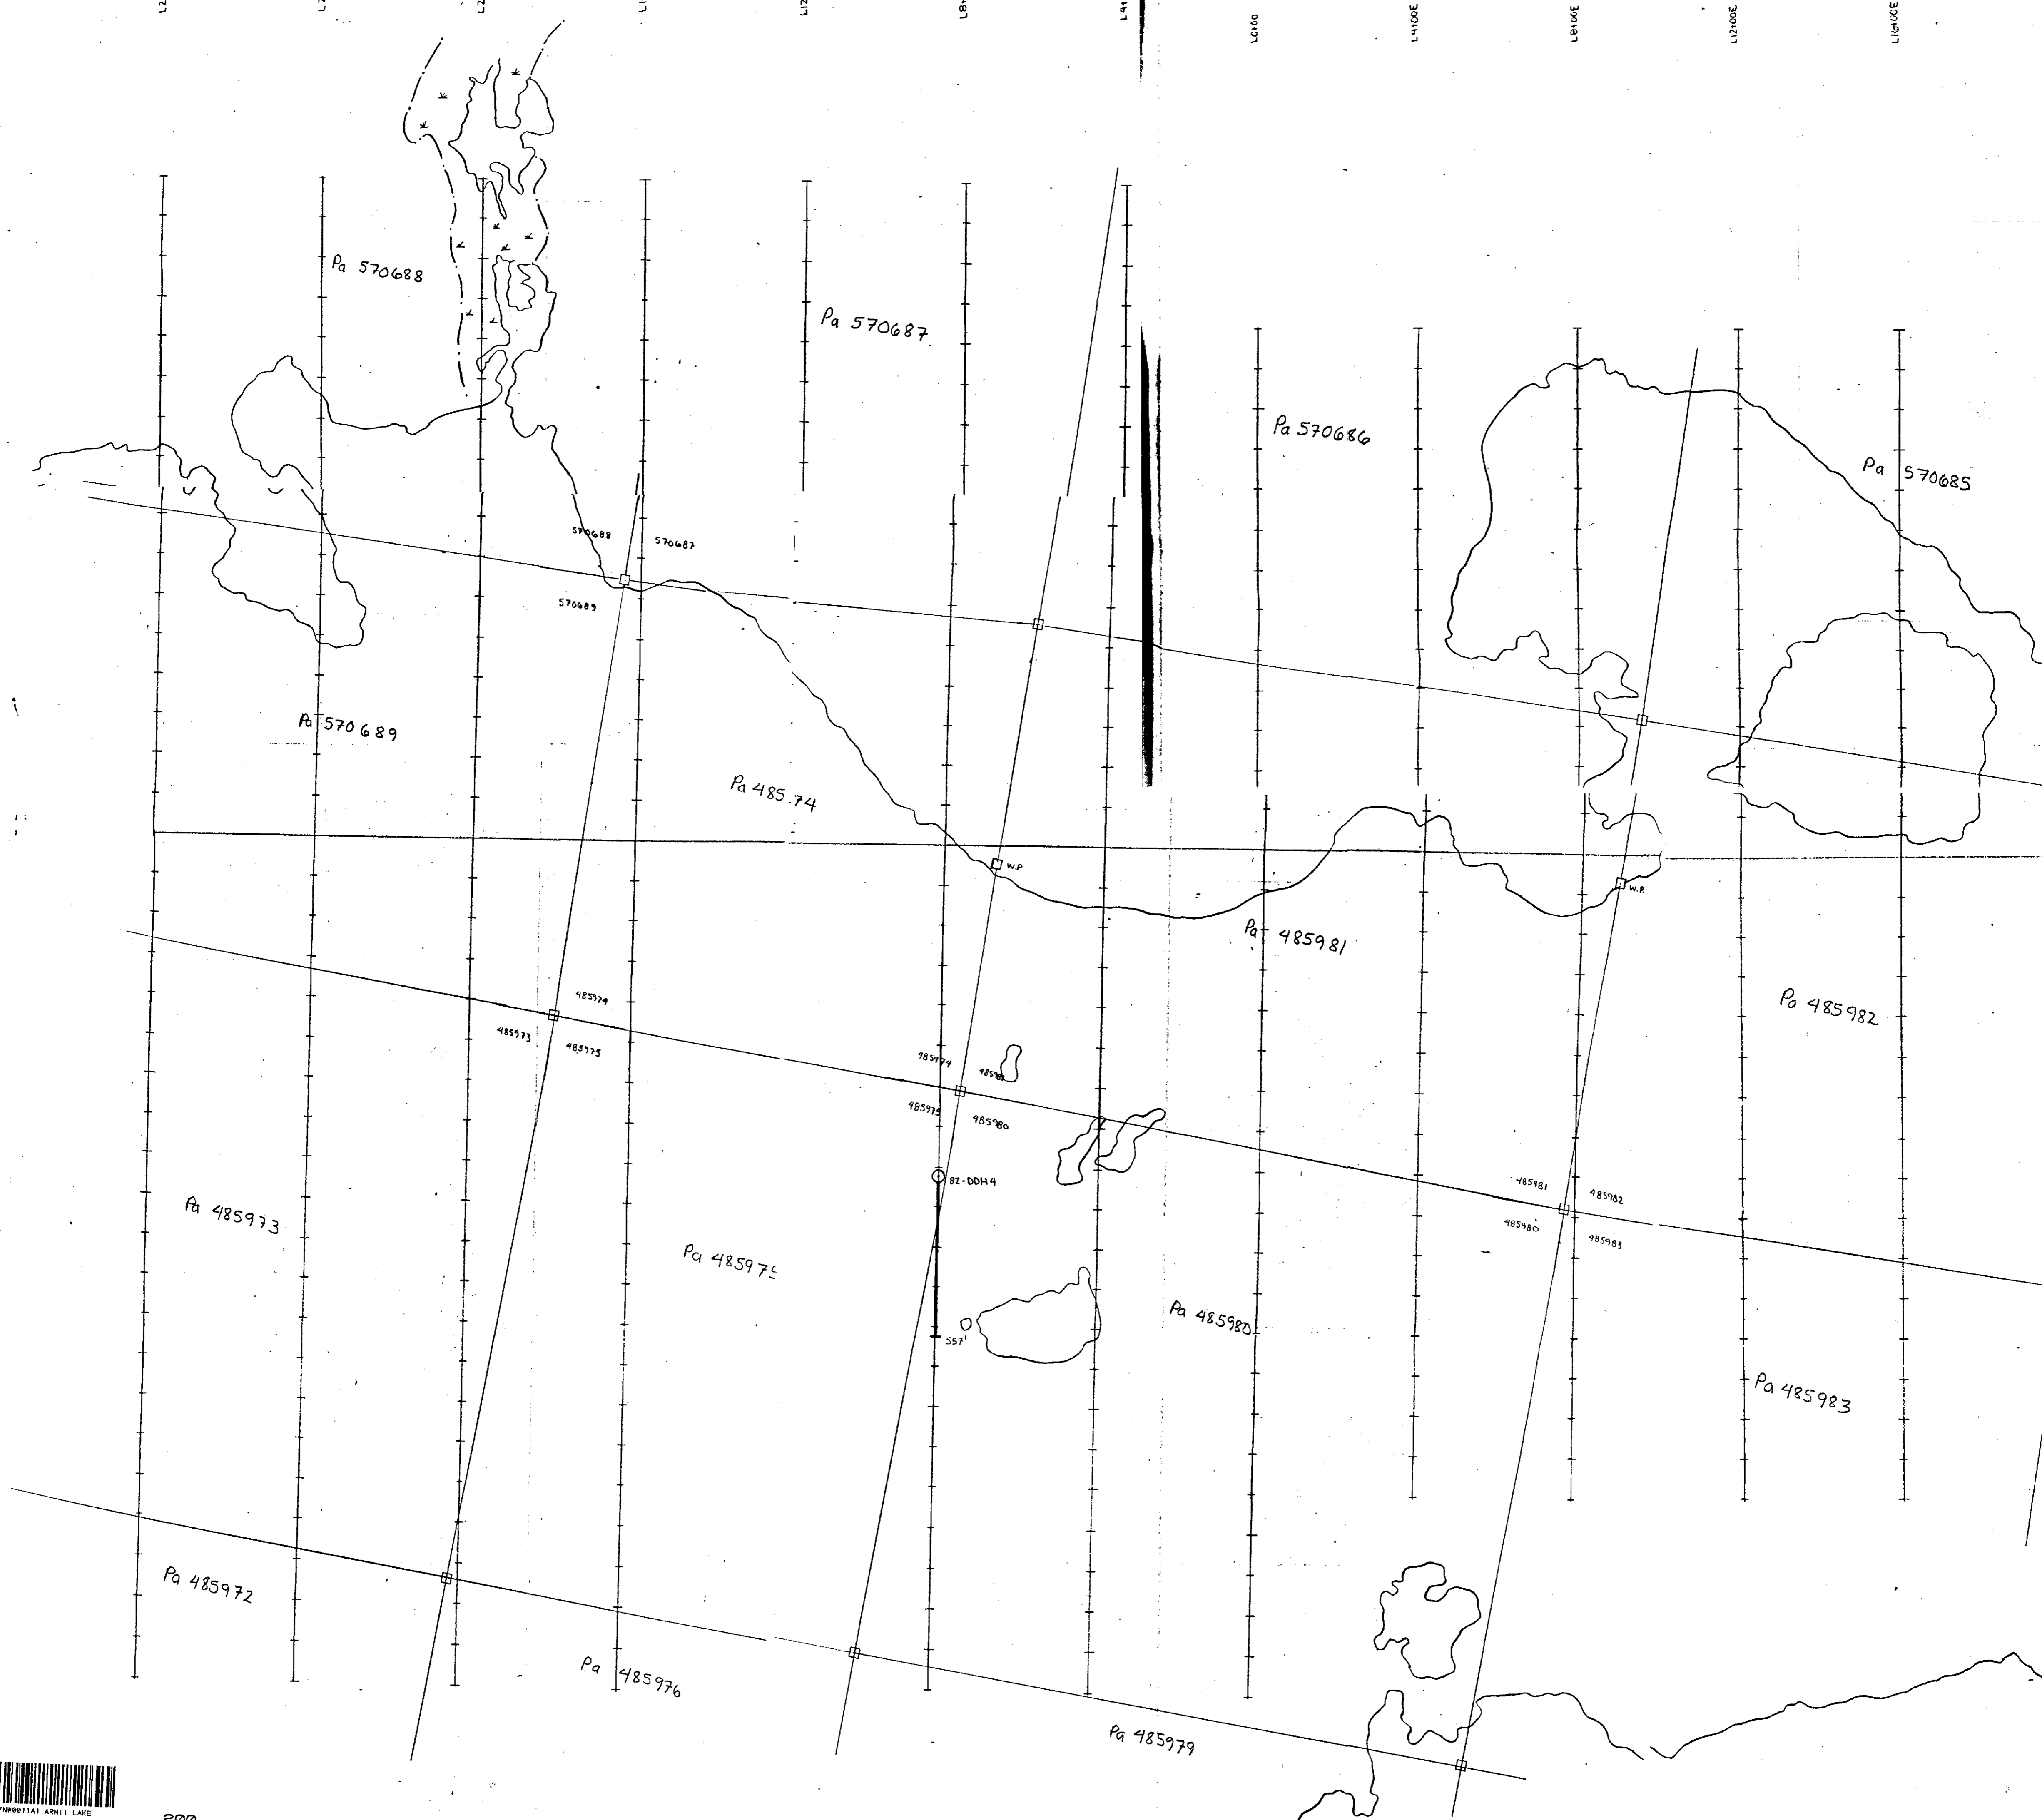 L0+00
L4+00E
L8+00E
L12+00E
L16+00E
Pa 570688
Pa 570687
Pa 570686
Pa 570685
570688
570687
570689
Pa 570689
Pa 485.74
W.P
W.P.
Pa 485981
Pa 485982
485974
485973
485975
485974
485975
485980
82-DDH4
485981
485982
485980
485983
Pa 485973
Pa 485980
557'
Pa 485983
Pa 485972
Pa 485976
Pa 485979
ARMIT LAKE
200